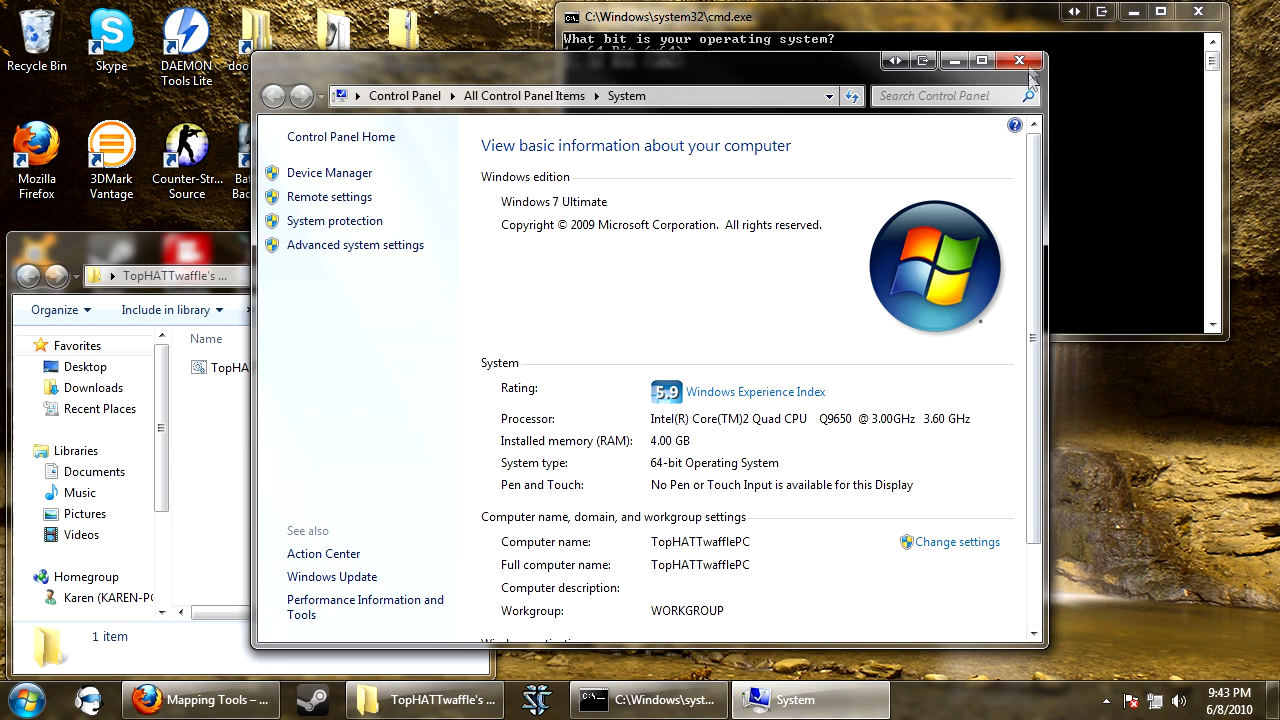 Recycle Bin
Skype
DAEMON
Tools Lite
Mozilla
Firefox
3DMark
Vantage
Counter-Str...
Source
C:\Windows\system32\cmd.exe
What bit is your operating system?
Control Panel
All Control Panel Items
System
Search Control Panel
Control Panel Home
Device Manager
Remote settings
System protection
Advanced system settings
See also
Action Center
Windows Update
Performance Information and
Tools
View basic information about your computer
Windows edition
Windows 7 Ultimate
Copyright © 2009 Microsoft Corporation. All rights reserved.
System
Rating:
5.9 Windows Experience Index
Processor: Intel(R) Core(TM)2 Quad CPU Q9650 @ 3.00GHz 3.60 GHz
Installed memory (RAM): 4.00 GB
System type: 64-bit Operating System
Pen and Touch: No Pen or Touch Input is available for this Display
Computer name, domain, and workgroup settings
Computer name: TopHATTwafflePC
Change settings
Full computer name: TopHATTwafflePC
Computer description:
Workgroup: WORKGROUP
TopHATTwaffle's ...
Organize
Include in library
Name
TopHA
Favorites
Desktop
Downloads
Recent Places
Libraries
Documents
Music
Pictures
Videos
Homegroup
Karen (KAREN-PC
1 item
Mapping Tools – ...
TopHATTwaffle's ...
C:\Windows\syst...
System
9:43 PM
6/8/2010